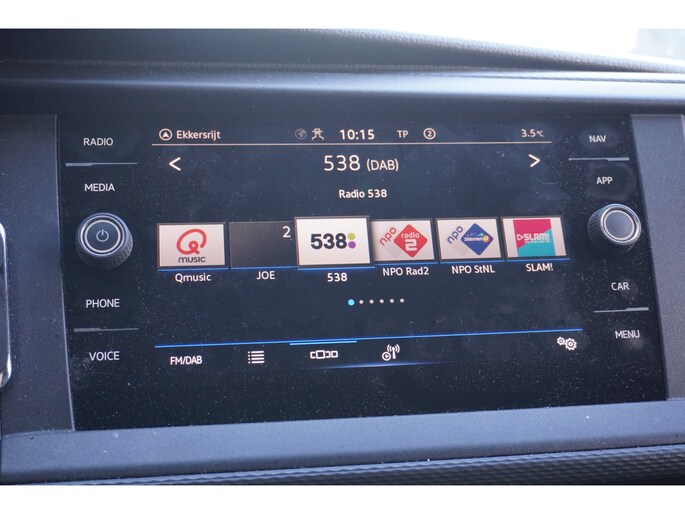 RADIO
MEDIA
PHONE
VOICE
Ekkersrijt 10:15 TP 2 3.5°C
< 538 (DAB) >
Radio 538
Q MUSIC
2
538
npo radio 2
npo
SLAM!
Qmusic JOE 538 NPO Rad2 NPO StNL SLAM!
FM/DAB
NAV
APP
CAR
MENU